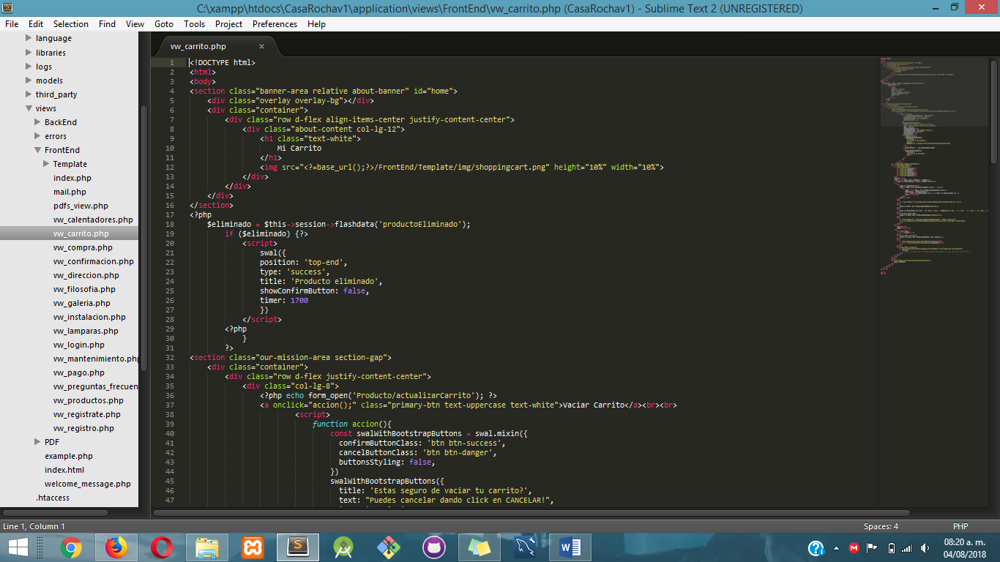 C:\xampp\htdocs\CasaRochav1\application\views\FrontEnd\vw_carrito.php (CasaRochav1) - Sublime Text 2 (UNREGISTERED)
File Edit Selection Find View Goto Tools Project Preferences Help
language
libraries
logs
models
third_party
views
BackEnd
errors
FrontEnd
Template
index.php
mail.php
pdfs_view.php
vw_calentadores.php
vw_carrito.php
vw_compra.php
vw_confirmacion.php
vw_direccion.php
vw_filosofia.php
vw_galeria.php
vw_instalacion.php
vw_lamparas.php
vw_login.php
vw_mantenimiento.php
vw_pago.php
vw_preguntas_frecuen
vw_productos.php
vw_registrate.php
vw_registro.php
PDF
example.php
index.html
welcome_message.php
.htaccess
vw_carrito.php ×
1 <!DOCTYPE html>
2 <html>
3 <body>
4 <section class="banner-area relative about-banner" id="home">
5 <div class="overlay overlay-bg"></div>
6 <div class="container">
7 <div class="row d-flex align-items-center justify-content-center">
8 <div class="about-content col-lg-12">
9 <h1 class="text-white">
10 Mi Carrito
11 </h1>
12 <img src="<?=base_url();?>/FrontEnd/Template/img/shoppingcart.png" height="10%" width="10%">
13 </div>
14 </div>
15 </div>
16 </section>
17 <?php
18 $eliminado = $this->session->flashdata('productoEliminado');
19 if ($eliminado) {?>
20 <script>
21 swal({
22 position: 'top-end',
23 type: 'success',
24 title: 'Producto eliminado',
25 showConfirmButton: false,
26 timer: 1700
27 })
28 </script>
29 <?php
30 }
31 ?>
32 <section class="our-mission-area section-gap">
33 <div class="container">
34 <div class="row d-flex justify-content-center">
35 <div class="col-lg-8">
36 <?php echo form_open('Producto/actualizarCarrito'); ?>
37 <a onclick="accion();" class="primary-btn text-uppercase text-white">Vaciar Carrito</a><br><br>
38 <script>
39 function accion(){
40 const swalWithBootstrapButtons = swal.mixin({
41 confirmButtonClass: 'btn btn-success',
42 cancelButtonClass: 'btn btn-danger',
43 buttonsStyling: false,
44 })
45 swalWithBootstrapButtons({
46 title: 'Estas seguro de vaciar tu carrito?',
47 text: "Puedes cancelar dando click en CANCELAR!",
Line 1, Column 1 Spaces: 4 PHP
08:20 a. m.
04/08/2018